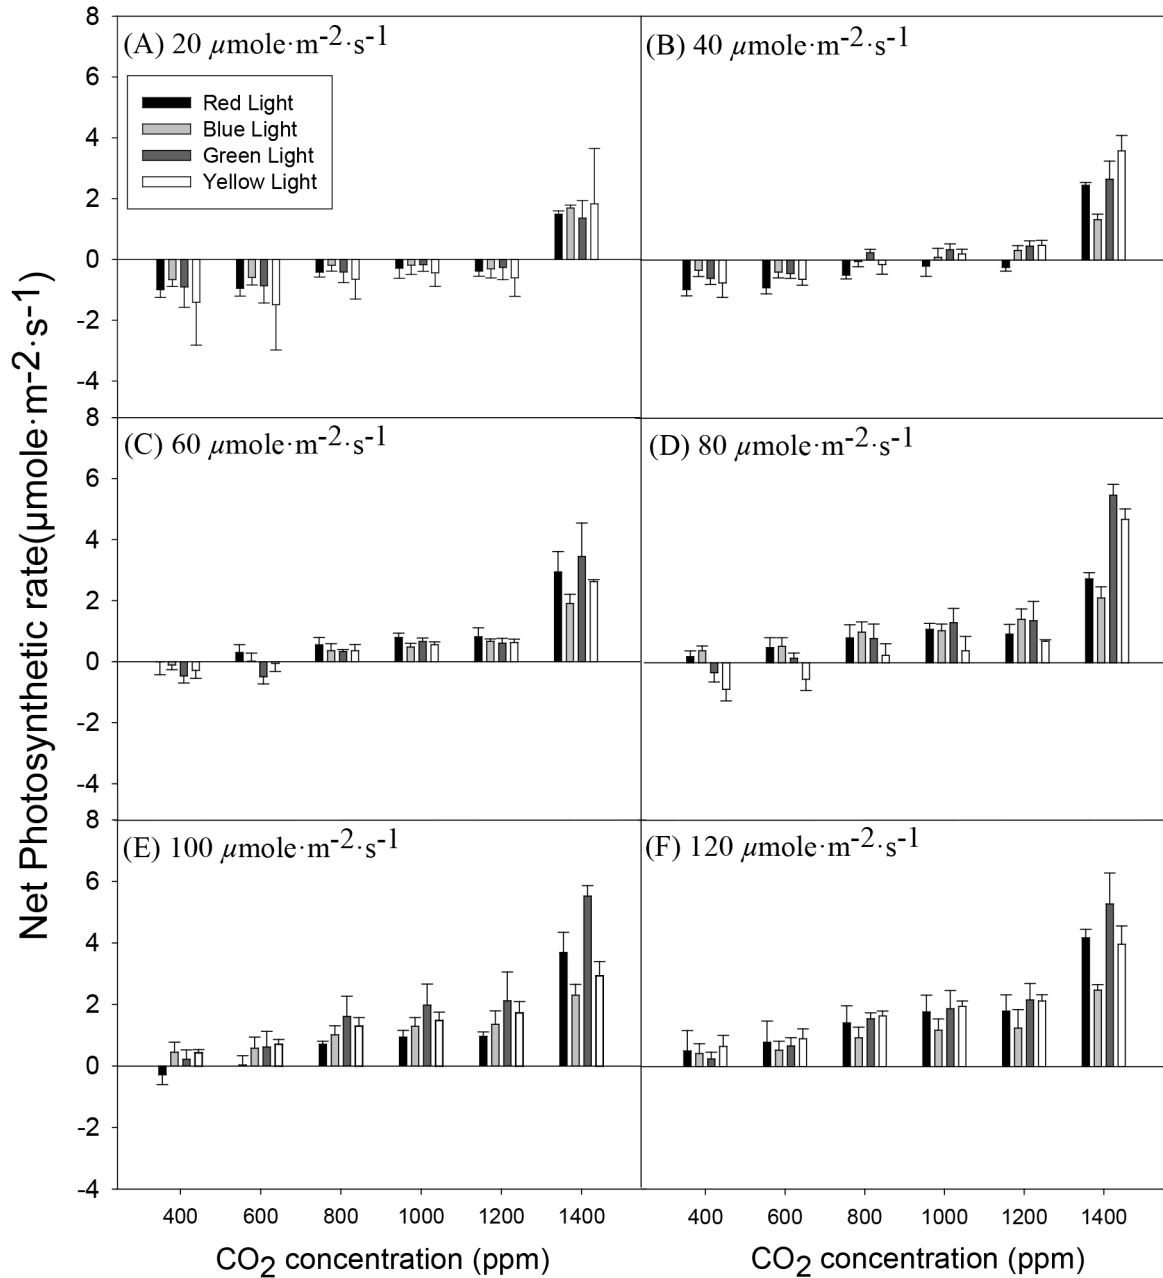 Net Photosynthetic rate(μmole·m-2·s-1)
(A) 20 μmole·m-2·s-1
Red Light
Blue Light
Green Light
Yellow Light
8
6
4
2
0
-2
-4
(B) 40 μmole·m-2·s-1
(C) 60 μmole·m-2·s-1
8
6
4
2
0
-2
-4
(D) 80 μmole·m-2·s-1
(E) 100 μmole·m-2·s-1
8
6
4
2
0
-2
-4
(F) 120 μmole·m-2·s-1
400 600 800 1000 1200 1400
400 600 800 1000 1200 1400
CO2 concentration (ppm)
CO2 concentration (ppm)